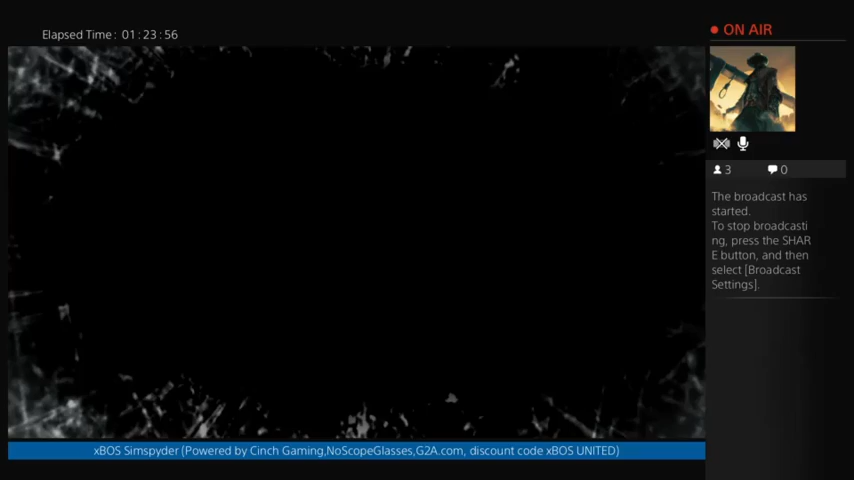 Elapsed Time : 01:23:56
ON AIR
3 0
The broadcast has
started.
To stop broadcasti
ng, press the SHAR
E button, and then
select [Broadcast
Settings].
xBOS Simspyder (Powered by Cinch Gaming,NoScopeGlasses,G2A.com, discount code xBOS UNITED)